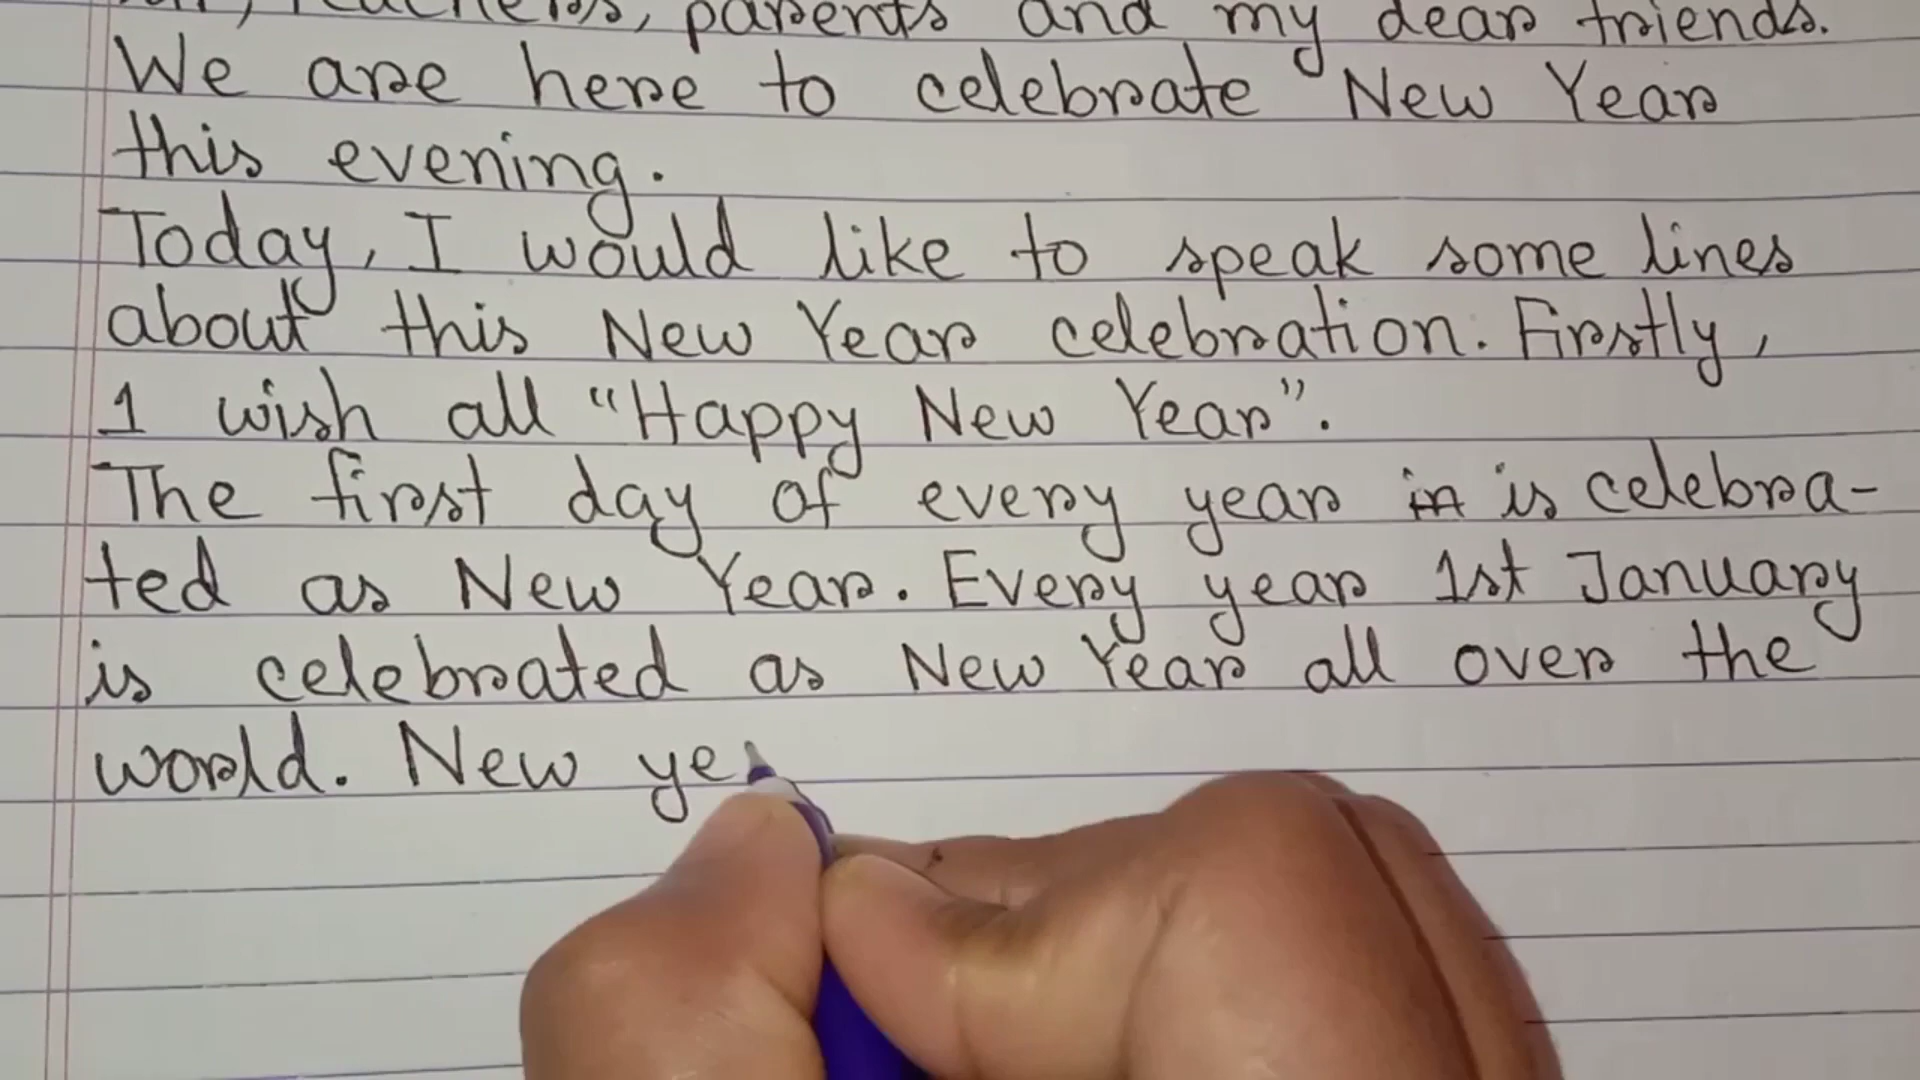 teachers, parents and my dear friends.
We are here to celebrate New Year
this evening.
Today, I would like to speak some lines
about this New Year celebration. Firstly,
I wish all "Happy New Year".
The first day of every year in is celebra-
ted as New Year. Every year 1st January
is celebrated as New Year all over the
world. New ye